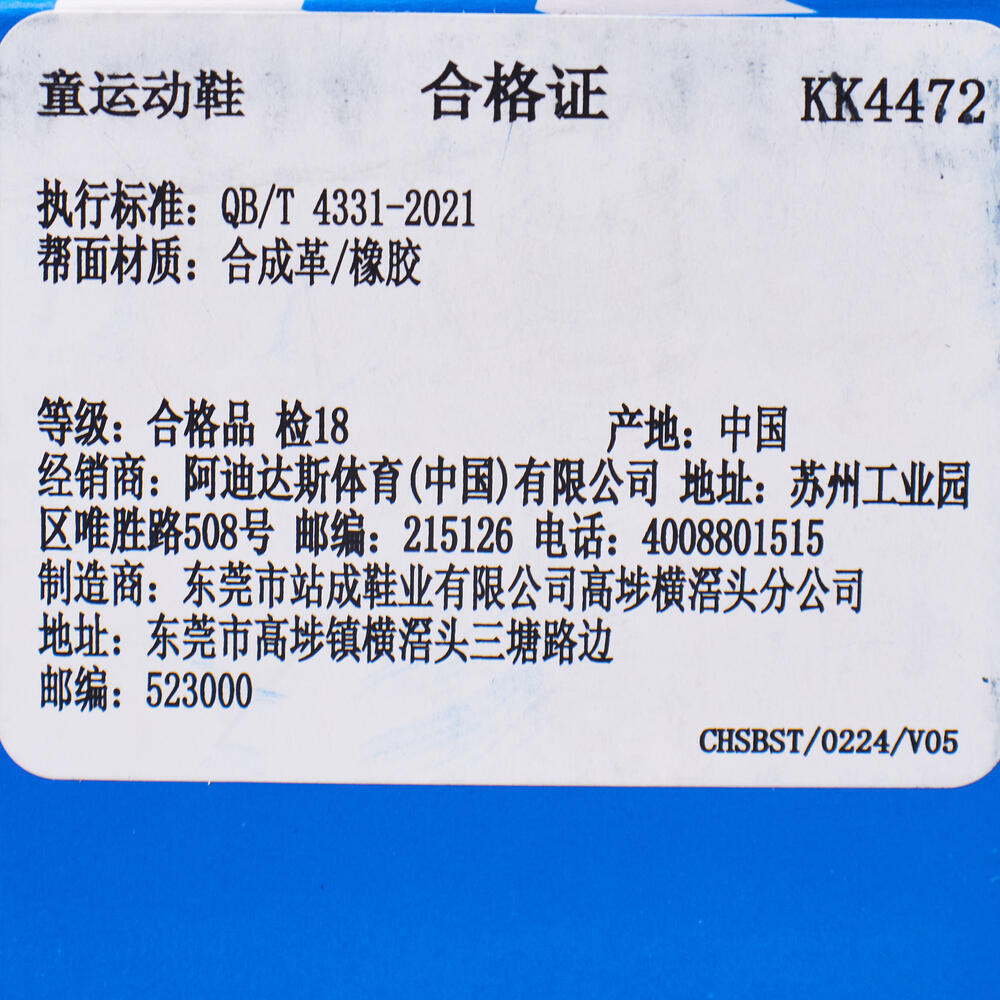 童运动鞋 合格证 KK4472
执行标准：QB/T 4331-2021
帮面材质：合成革/橡胶
等级：合格品 检18 产地：中国
经销商：阿迪达斯体育(中国)有限公司 地址：苏州工业园
区唯胜路508号 邮编：215126 电话：4008801515
制造商：东莞市站成鞋业有限公司高埗横滘头分公司
地址：东莞市高埗镇横滘头三塘路边
邮编：523000
CHSBST/0224/V05